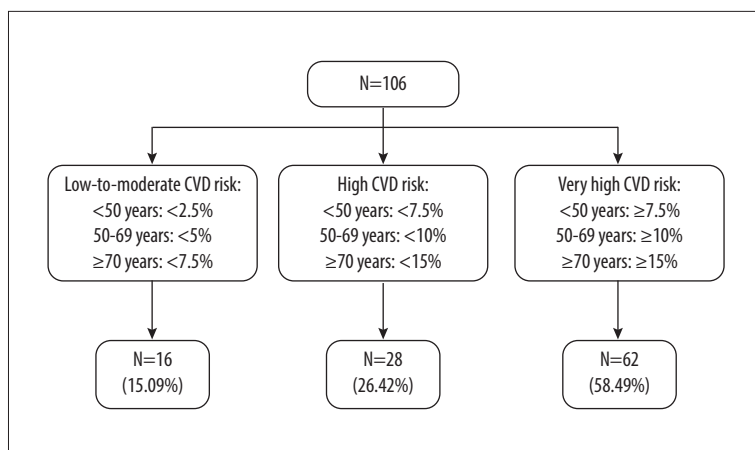 N=106
Low-to-moderate CVD risk:
<50 years: <2.5%
50-69 years: <5%
≥70 years: <7.5%
High CVD risk:
<50 years: <7.5%
50-69 years: <10%
≥70 years: <15%
Very high CVD risk:
<50 years: ≥7.5%
50-69 years: ≥10%
≥70 years: ≥15%
N=16
(15.09%)
N=28
(26.42%)
N=62
(58.49%)